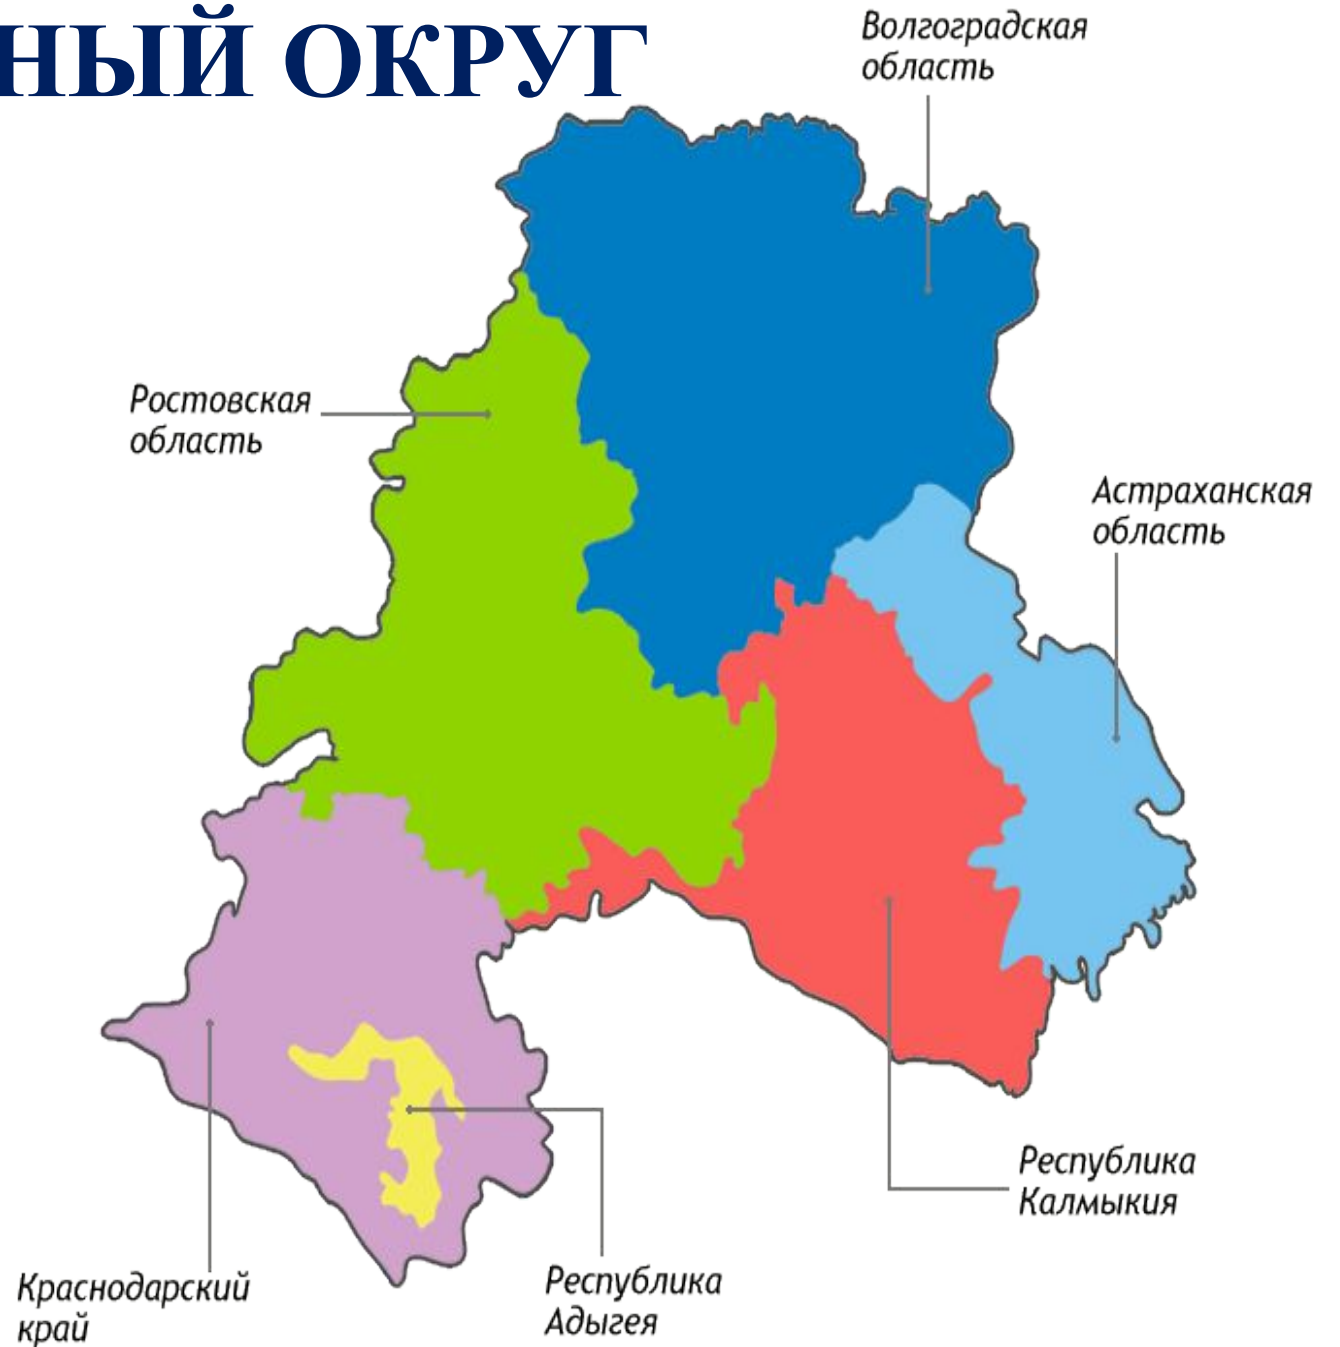 НЫЙ ОКРУГ
Волгоградская
область
Ростовская
область
Астраханская
область
Республика
Калмыкия
Краснодарский
край
Республика
Адыгея